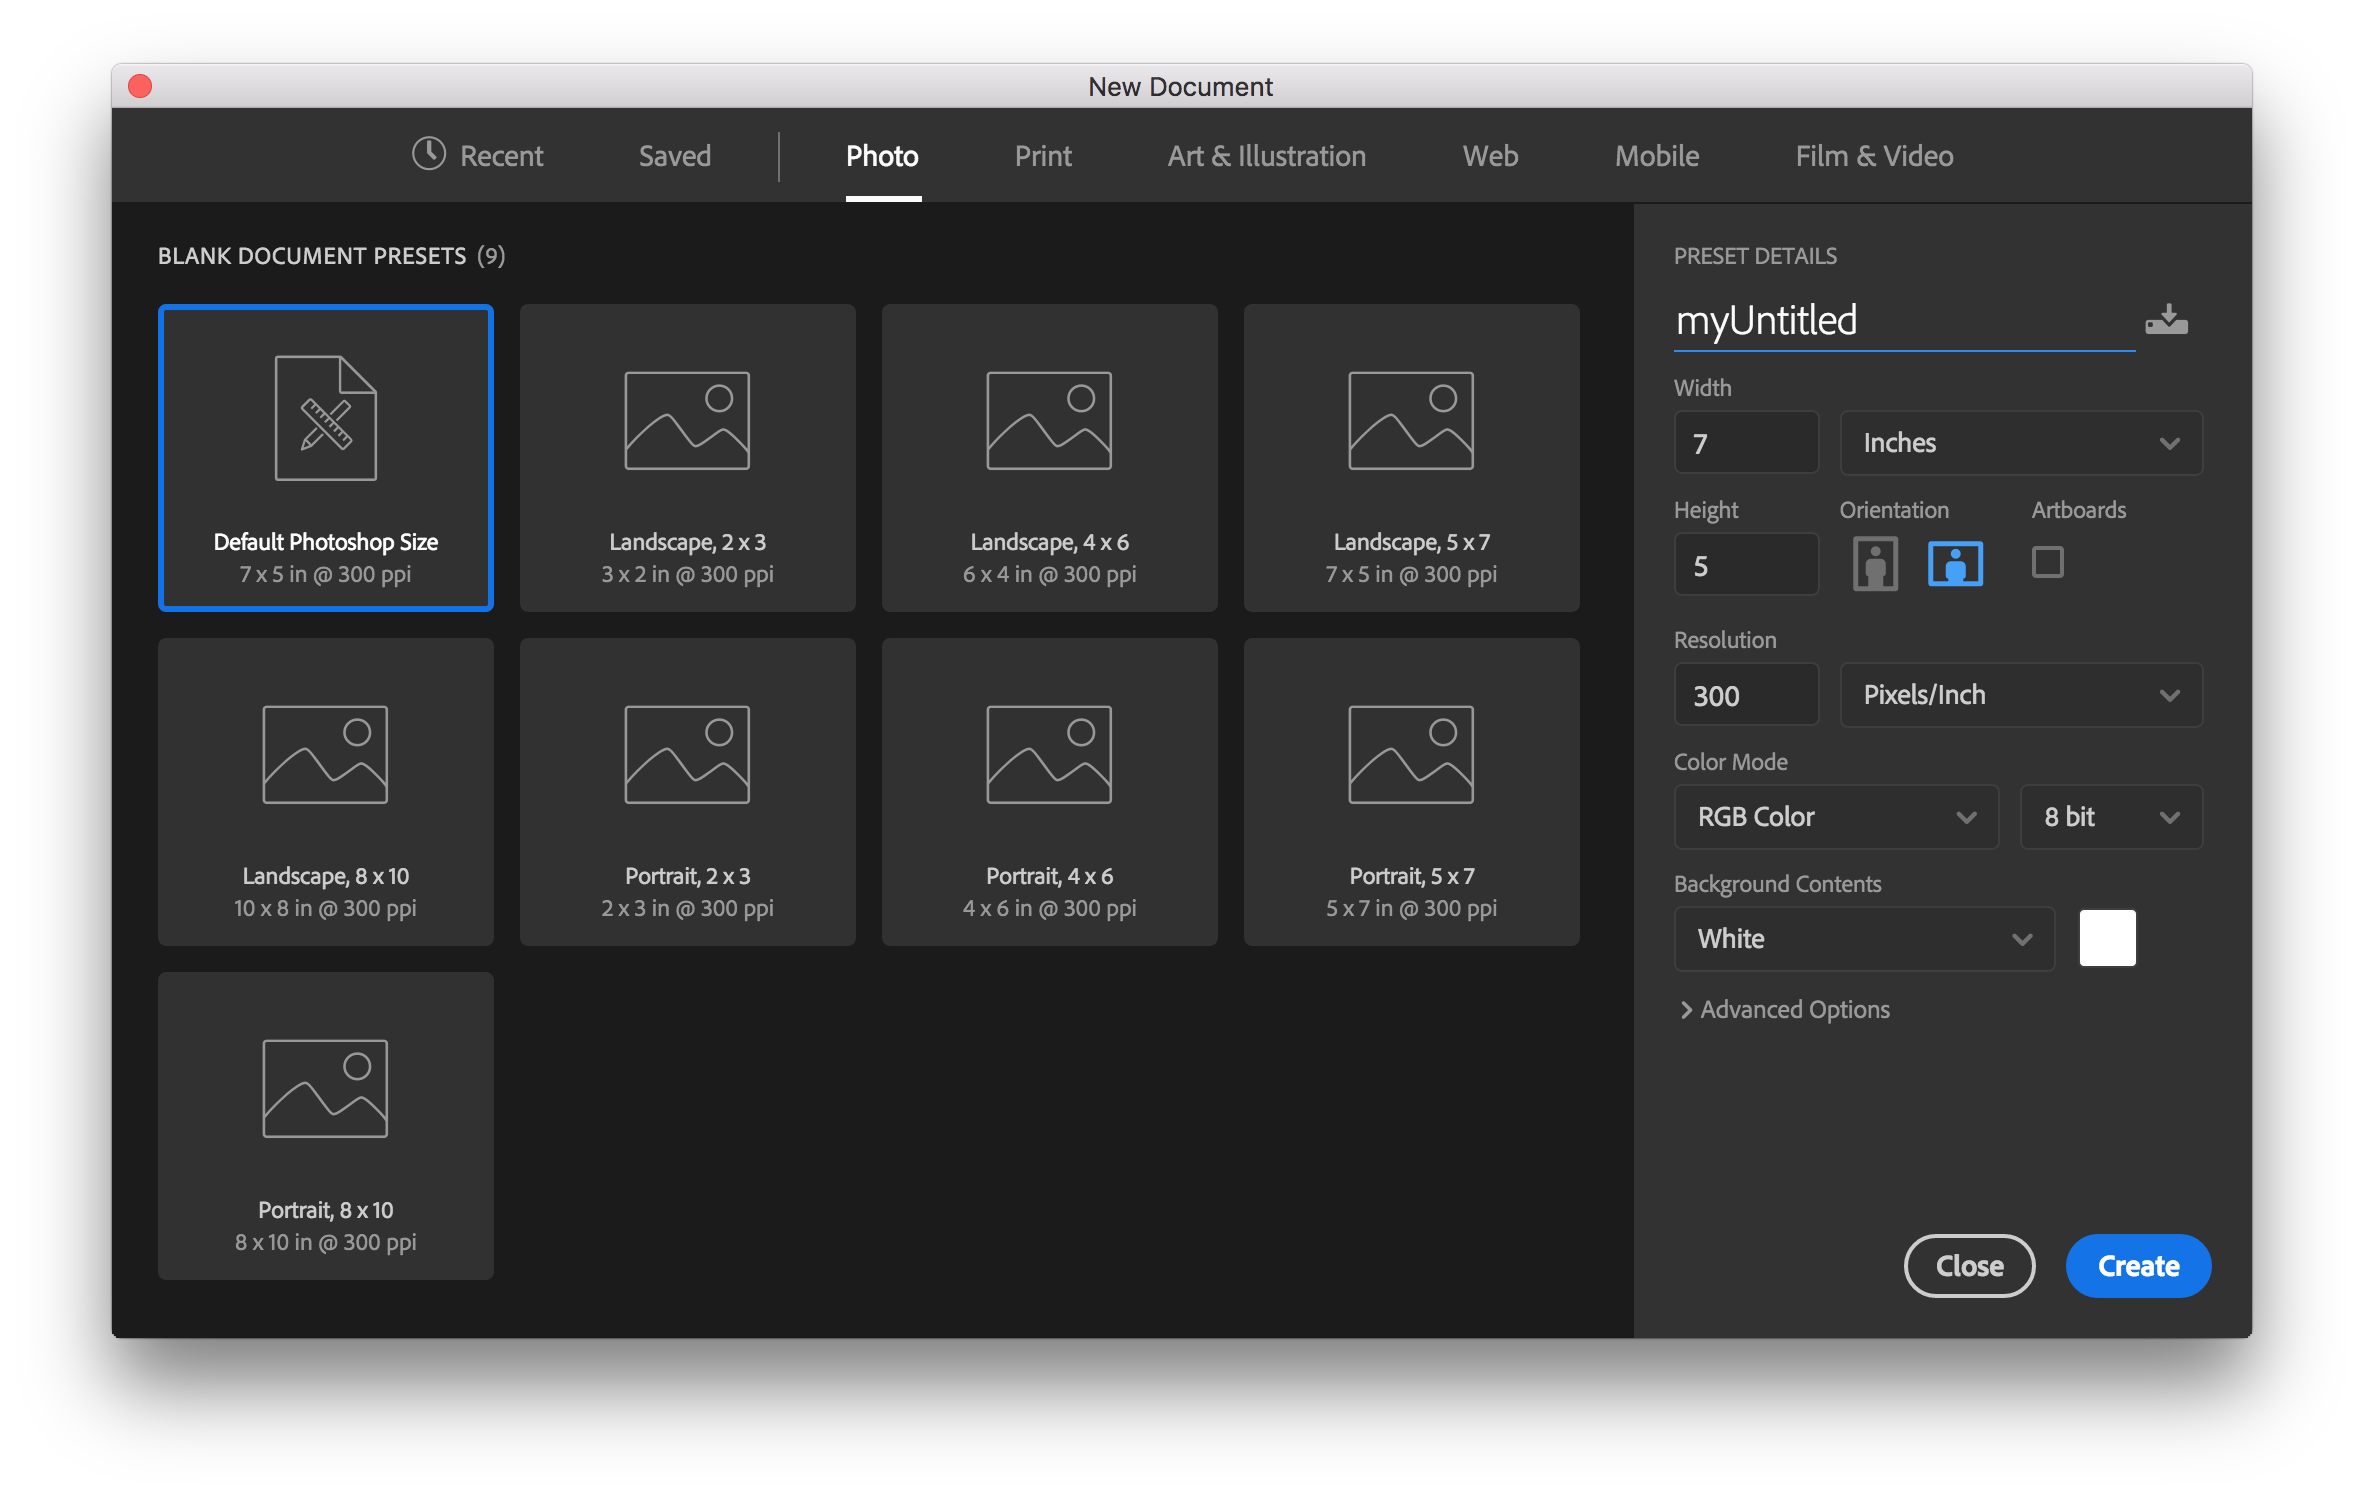 New Document
Recent
Saved
Photo
Print
Art & Illustration
Web
Mobile
Film & Video
BLANK DOCUMENT PRESETS (9)
Default Photoshop Size
7 x 5 in @ 300 ppi
Landscape, 2 x 3
3 x 2 in @ 300 ppi
Landscape, 4 x 6
6 x 4 in @ 300 ppi
Landscape, 5 x 7
7 x 5 in @ 300 ppi
Landscape, 8 x 10
10 x 8 in @ 300 ppi
Portrait, 2 x 3
2 x 3 in @ 300 ppi
Portrait, 4 x 6
4 x 6 in @ 300 ppi
Portrait, 5 x 7
5 x 7 in @ 300 ppi
Portrait, 8 x 10
8 x 10 in @ 300 ppi
PRESET DETAILS
myUntitled
Width
7
Inches
Height
Orientation
Artboards
5
Resolution
300
Pixels/Inch
Color Mode
RGB Color
8 bit
Background Contents
White
Advanced Options
Close
Create